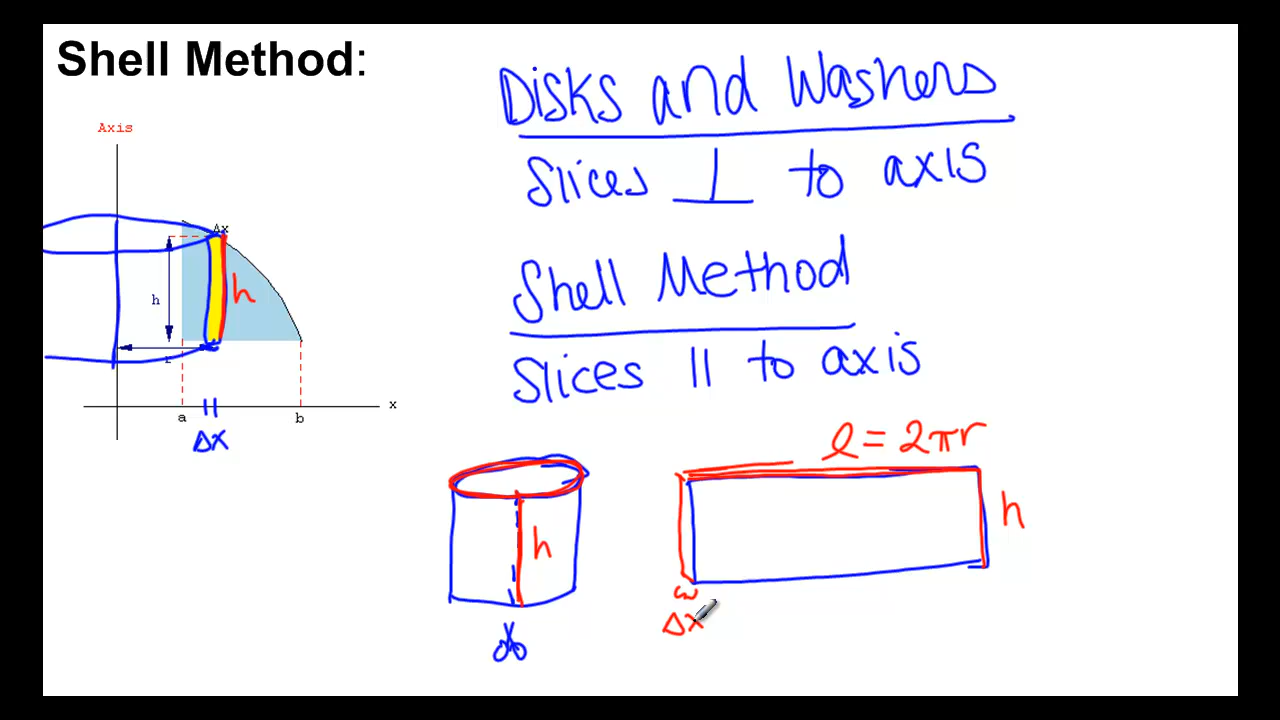 Shell Method:
Disks and Washers
Slices ⊥ to axis
Shell Method
Slices || to axis
Axis
Δx
h
h
r
a
b
x
Δx
l = 2πr
h
h
w
Δx